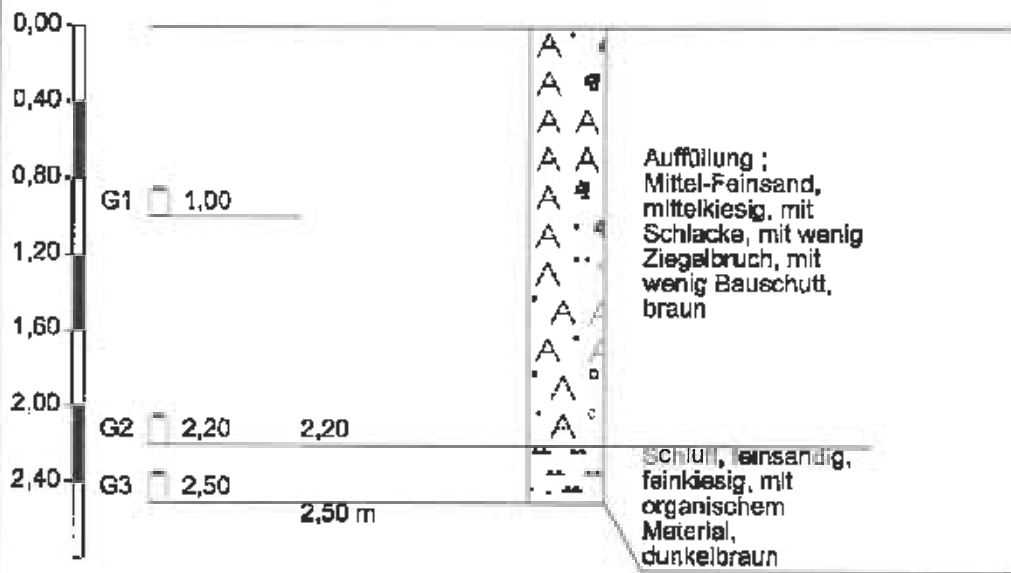 0,00
0,40
0,80
G1 1,00
1,20
1,60
2,00
G2 2,20 2,20
2,40
G3 2,50
2,50 m
Auffüllung ;
Mittel-Feinsand,
mittelkiesig, mit
Schlacke, mit wenig
Ziegelbruch, mit
wenig Bauschutt,
braun
Schluff, feinsandig,
feinkiesig, mit
organischem
Material,
dunkelbraun